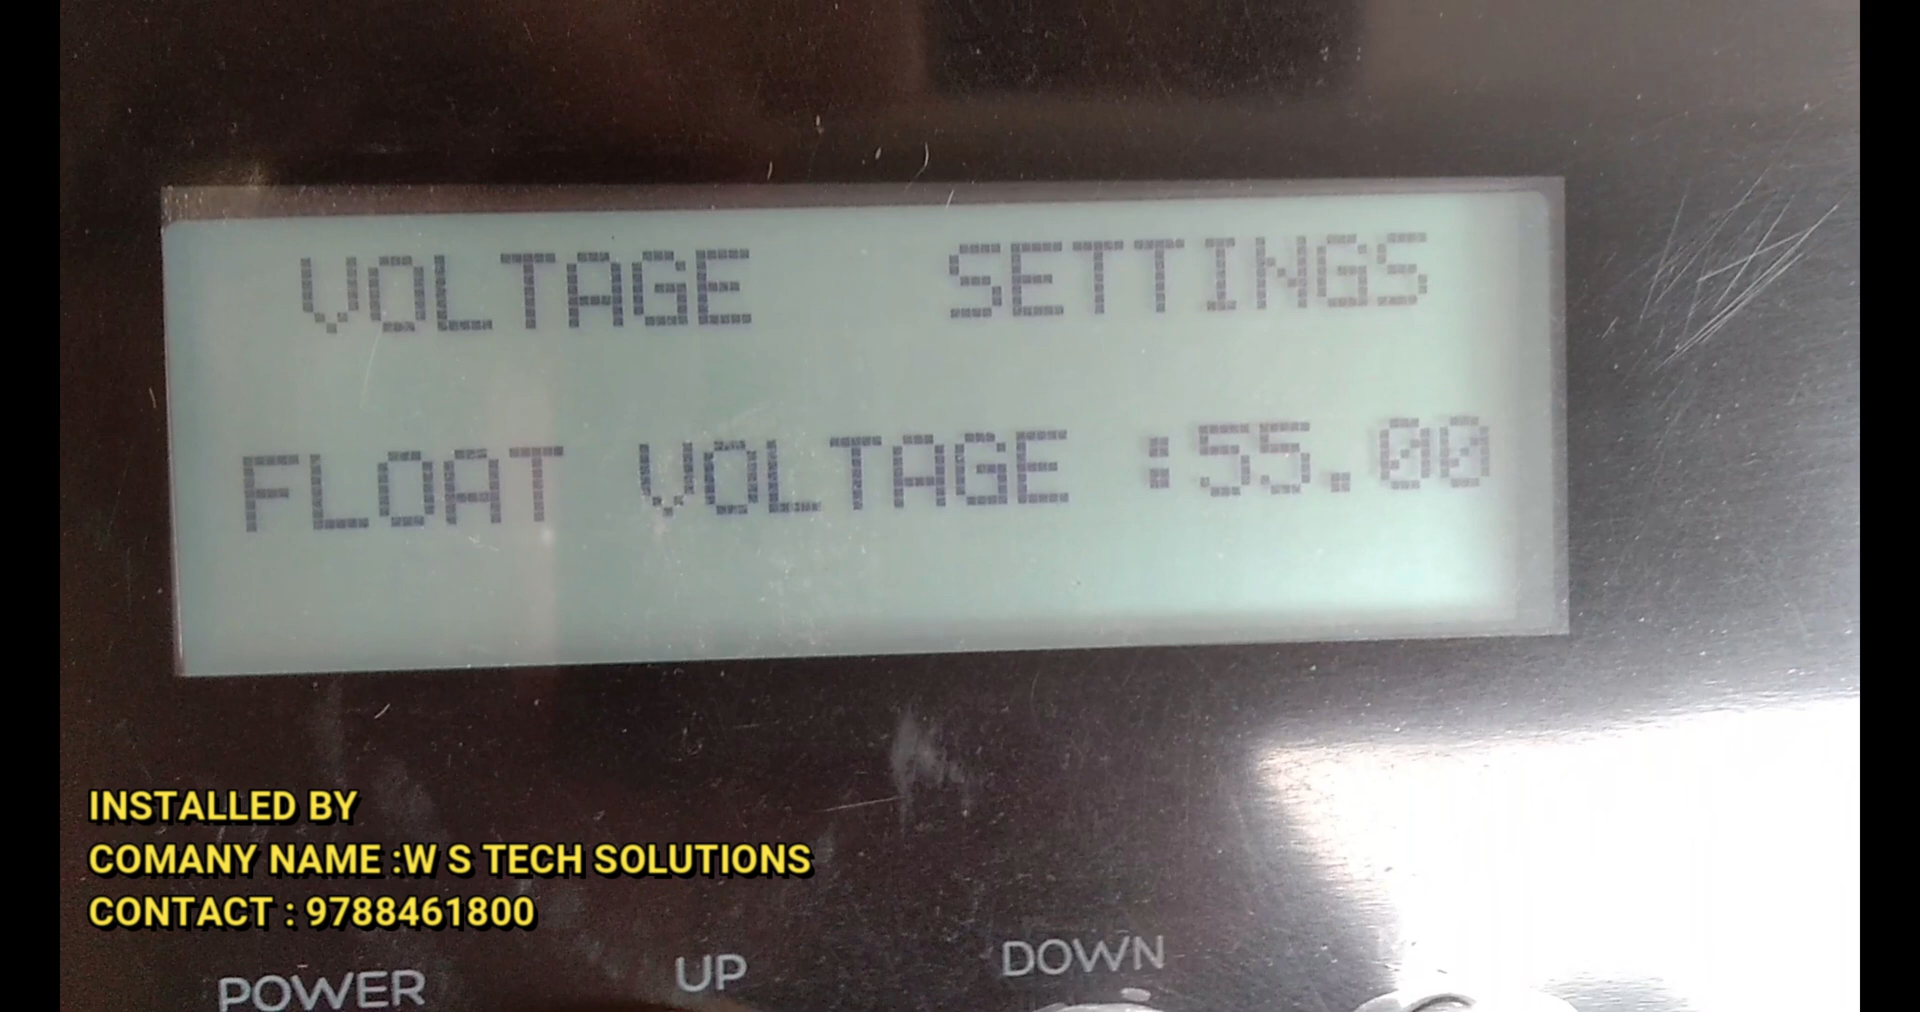 VOLTAGE SETTINGS
FLOAT VOLTAGE :55.00
INSTALLED BY
COMANY NAME :W S TECH SOLUTIONS
CONTACT : 9788461800
POWER UP DOWN